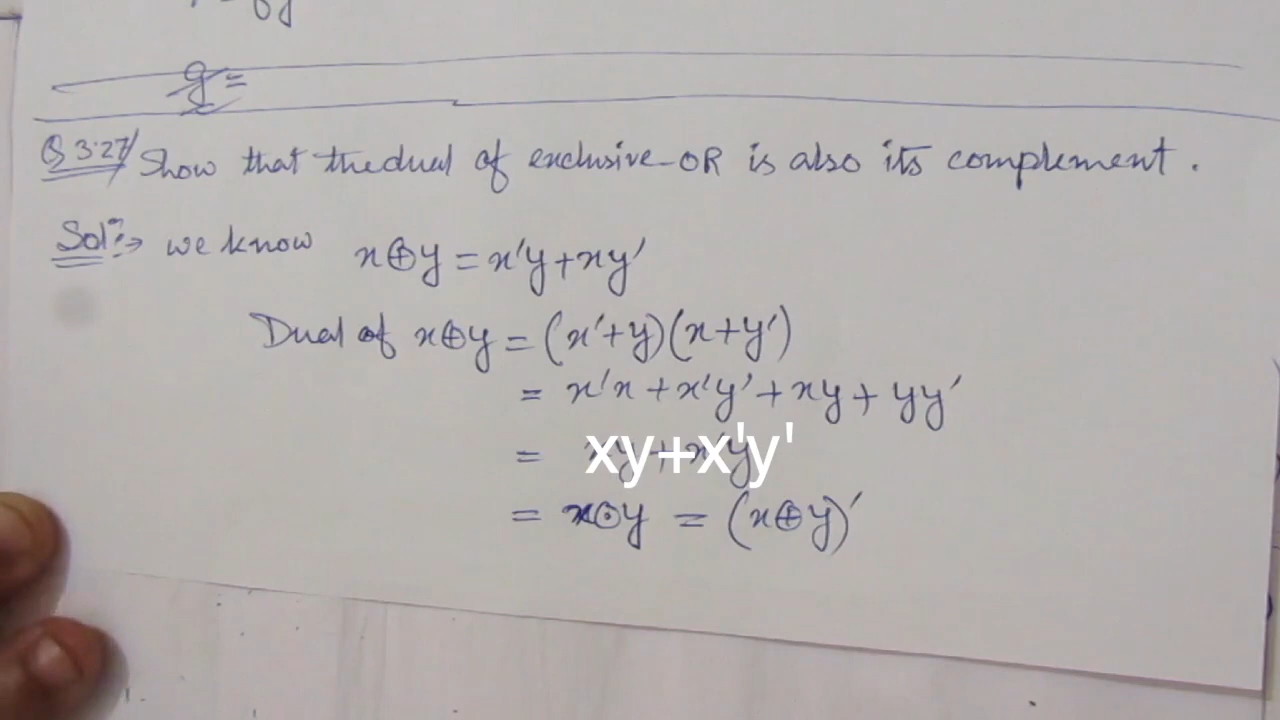 Q 3.27/ Show that the dual of exclusive-OR is also its complement.
Solⁿ:→ we know x⊕y = x'y+xy'
Dual of x⊕y = (x'+y)(x+y')
= x'x + x'y' + xy + yy'
= xy+x'y'
= x⊙y = (x⊕y)'